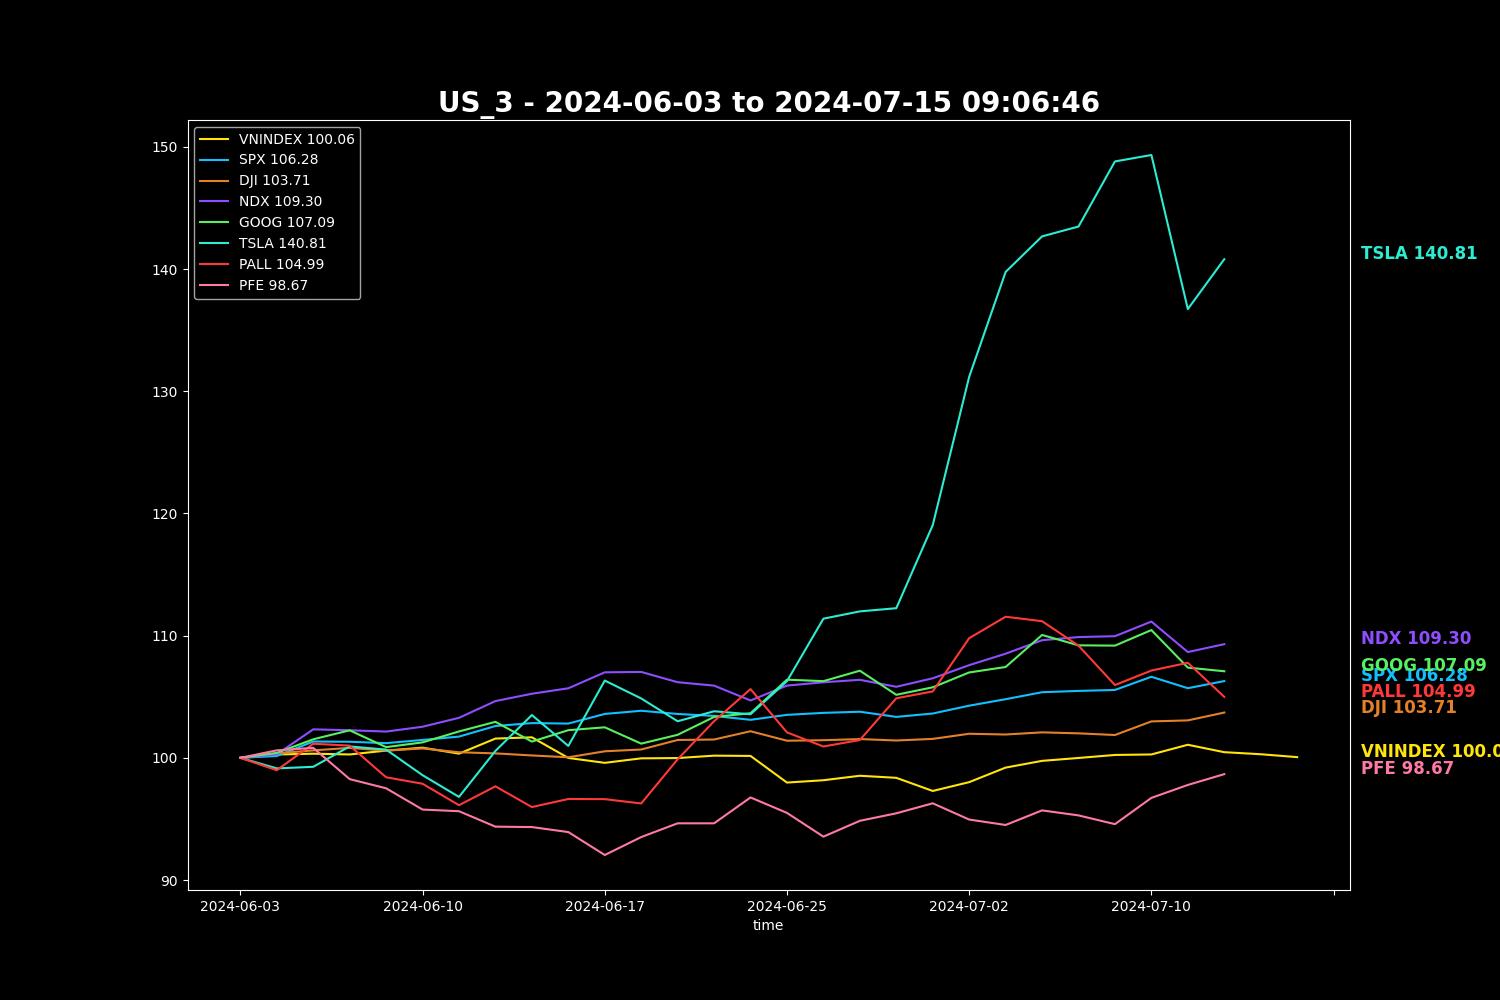 US_3 - 2024-06-03 to 2024-07-15 09:06:46
VNINDEX 100.06
SPX 106.28
DJI 103.71
NDX 109.30
GOOG 107.09
TSLA 140.81
PALL 104.99
PFE 98.67
150
140
130
120
110
100
90
2024-06-03
2024-06-10
2024-06-17
2024-06-25
2024-07-02
2024-07-10
time
TSLA 140.81
NDX 109.30
GOOG 107.09
SPX 106.28
PALL 104.99
DJI 103.71
VNINDEX 100.0
PFE 98.67